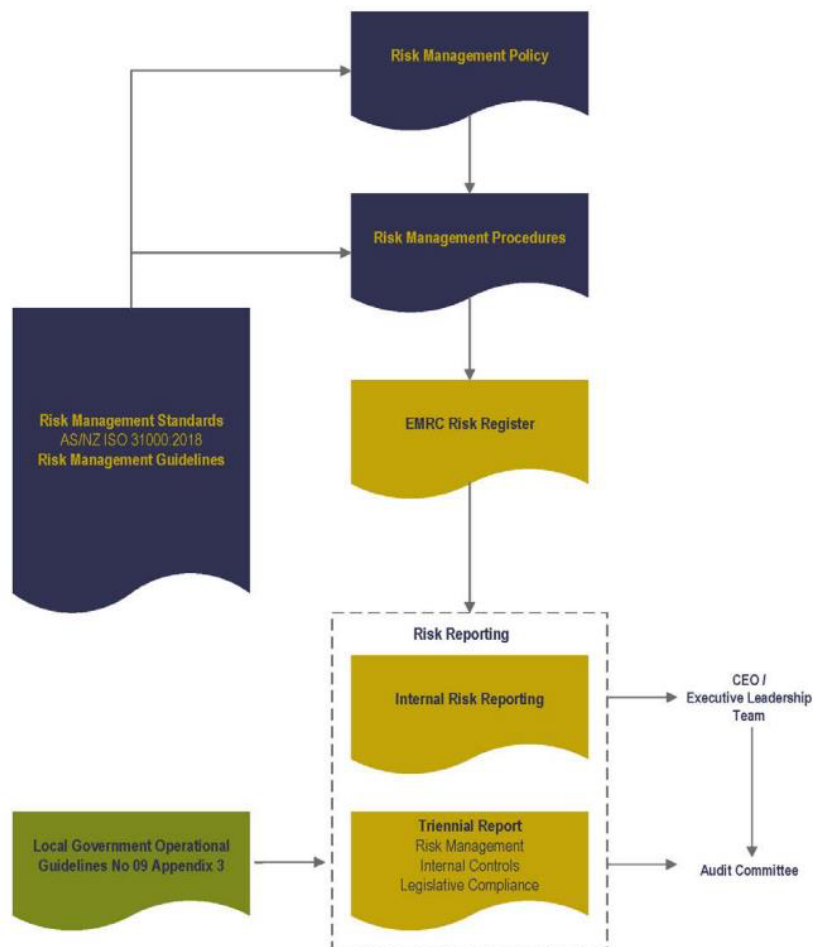 Risk Management Policy
Risk Management Procedures
Risk Management Standards
AS/NZ ISO 31000:2018
Risk Management Guidelines
EMRC Risk Register
Risk Reporting
Internal Risk Reporting
CEO /
Executive Leadership
Team
Local Government Operational
Guidelines No 09 Appendix 3
Triennial Report
Risk Management
Internal Controls
Legislative Compliance
Audit Committee